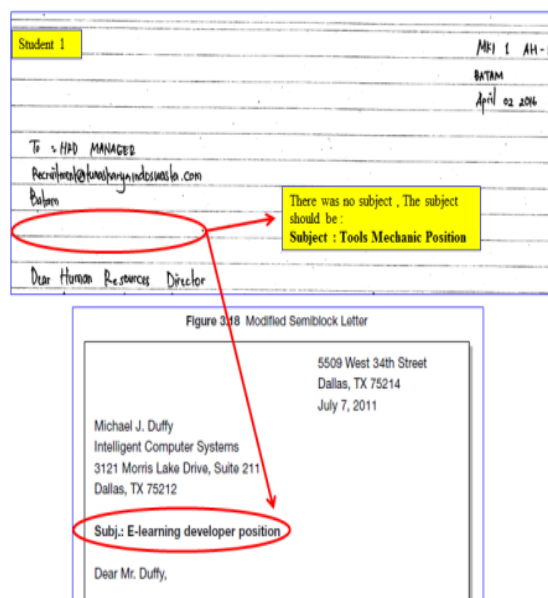 Student 1
MK1 1 AH-
BATAM
April 02 2016
To : HRD MANAGER
Recruitment@tunaskaryaindoswasta.com
Batam
There was no subject , The subject
should be :
Subject : Tools Mechanic Position
Dear Human Resources Director
Figure 3.18 Modified Semiblock Letter
5509 West 34th Street
Dallas, TX 75214
July 7, 2011
Michael J. Duffy
Intelligent Computer Systems
3121 Morris Lake Drive, Suite 211
Dallas, TX 75212
Subj.: E-learning developer position
Dear Mr. Duffy,